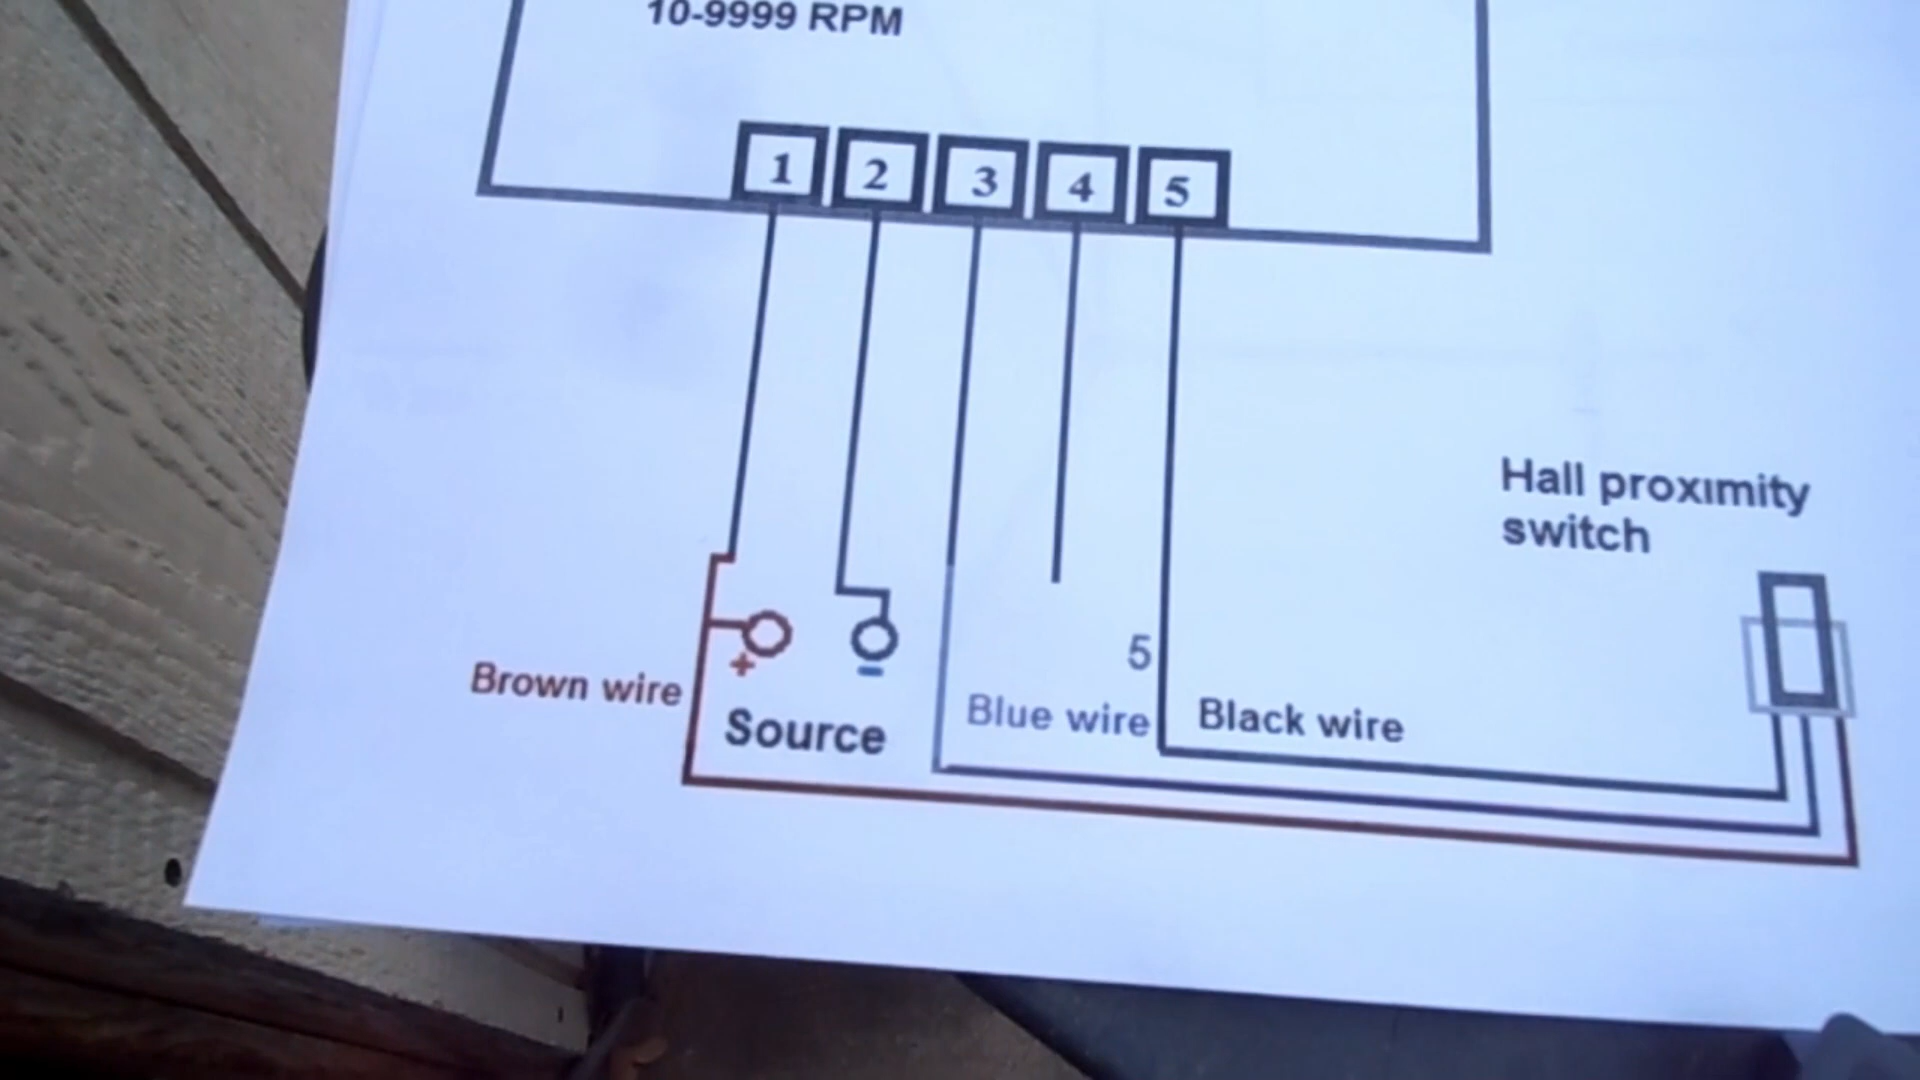 10-9999 RPM
1 2 3 4 5
Hall proximity
switch
5
+ -
Brown wire
Source
Blue wire
Black wire